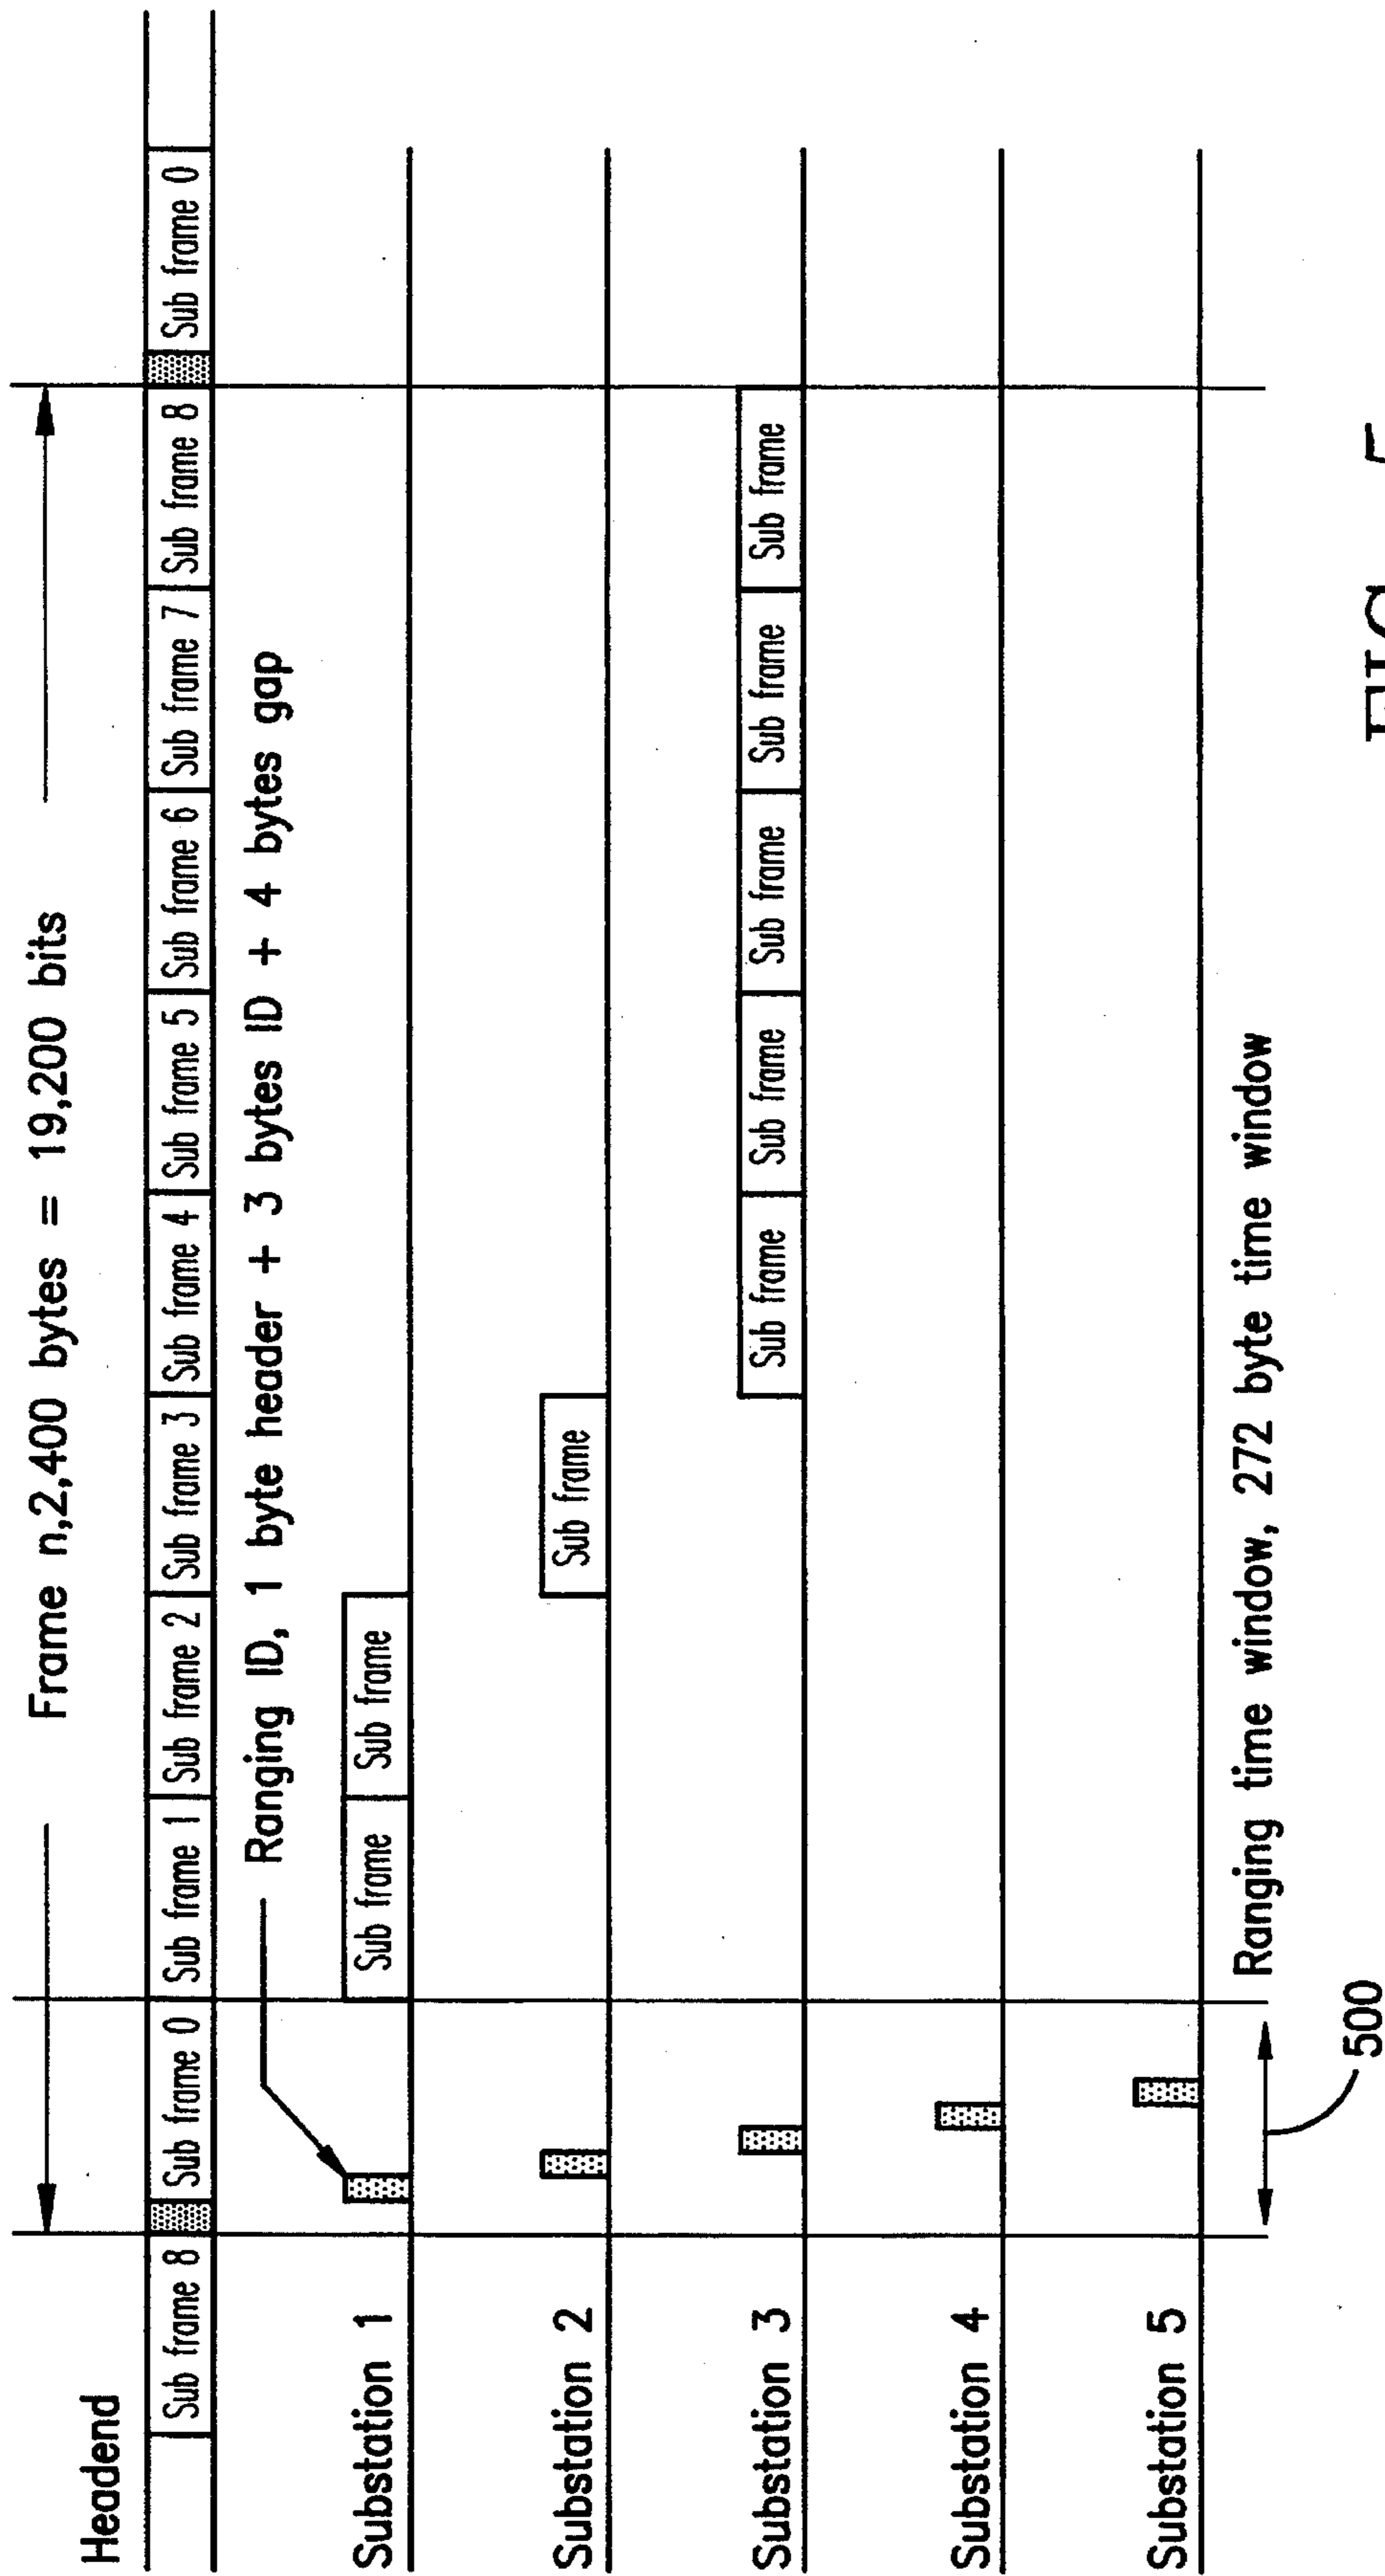 Frame n,2,400 bytes = 19,200 bits
Headend
Sub frame 8 Sub frame 0 Sub frame 1 Sub frame 2 Sub frame 3 Sub frame 4 Sub frame 5 Sub frame 6 Sub frame 7 Sub frame 8 Sub frame 0
Ranging ID, 1 byte header + 3 bytes ID + 4 bytes gap
Substation 1 Sub frame Sub frame
Substation 2 Sub frame
Substation 3 Sub frame Sub frame Sub frame Sub frame Sub frame
Substation 4
Substation 5
Ranging time window, 272 byte time window
500